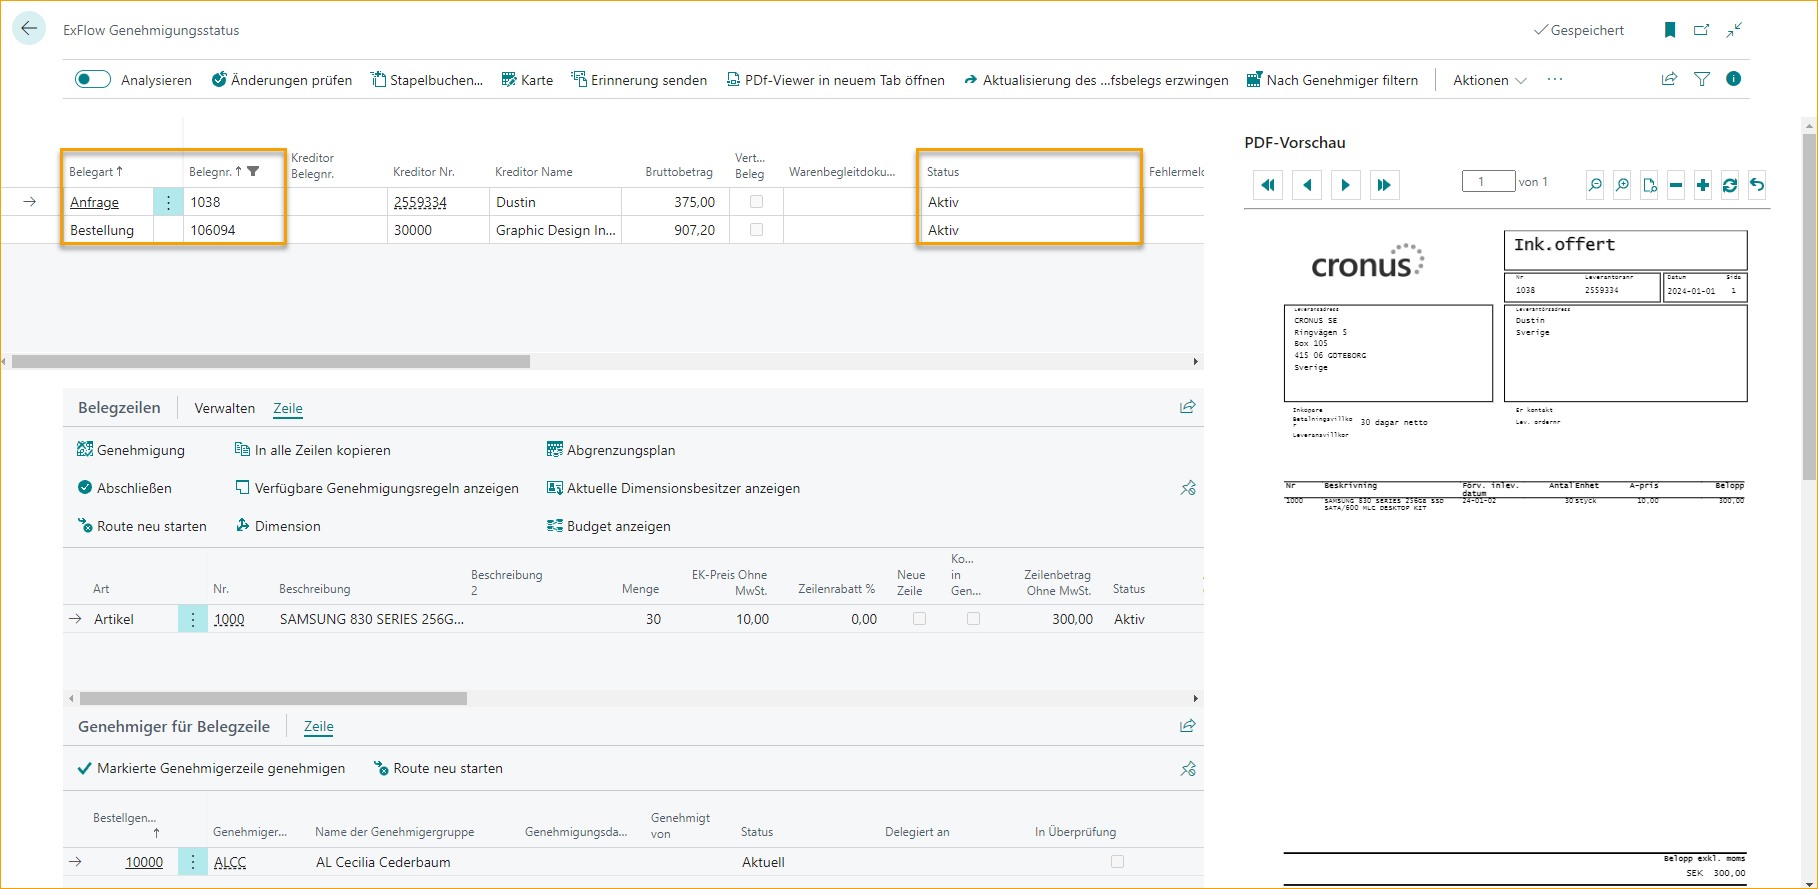 ExFlow Genehmigungsstatus
Gespeichert
Analysieren Änderungen prüfen Stapelbuchen... Karte Erinnerung senden PDf-Viewer in neuem Tab öffnen Aktualisierung des ...fsbelegs erzwingen Nach Genehmiger filtern Aktionen ...
Belegart Belegnr. Kreditor Belegnr. Kreditor Nr. Kreditor Name Bruttobetrag Vert... Beleg Warenbegleitdoku... Status Fehlermeld
Anfrage 1038 2559334 Dustin 375,00 Aktiv
Bestellung 106094 30000 Graphic Design In... 907,20 Aktiv
Belegzeilen Verwalten Zeile
Genehmigung In alle Zeilen kopieren Abgrenzungsplan
Abschließen Verfügbare Genehmigungsregeln anzeigen Aktuelle Dimensionsbesitzer anzeigen
Route neu starten Dimension Budget anzeigen
Art Nr. Beschreibung Beschreibung 2 Menge EK-Preis Ohne MwSt. Zeilenrabatt % Neue Zeile Ko... in Gen... Zeilenbetrag Ohne MwSt. Status
Artikel 1000 SAMSUNG 830 SERIES 256G... 30 10,00 0,00 300,00 Aktiv
Genehmiger für Belegzeile Zeile
Markierte Genehmigerzeile genehmigen Route neu starten
Bestellgen... Genehmiger... Name der Genehmigergruppe Genehmigungsda... Genehmigt von Status Delegiert an In Überprüfung
10000 ALCC AL Cecilia Cederbaum Aktuell
PDF-Vorschau
1 von 1
cronus
Ink.offert
Nr Leverantörsnr Datum Sida
1038 2559334 2024-01-01 1
Leveransadress
CRONUS SE
Ringvägen 5
Box 105
415 06 GÖTEBORG
Sverige
Leverantörsadress
Dustin
Sverige
Inköpare
Betalningsvillko
r
30 dagar netto
Leveransvillkor
Er kontakt
Lev. ordernr
Nr Beskrivning Förv. inlev. datum Antal Enhet A-pris Belopp
1000 SAMSUNG 830 SERIES 256GB SSD 24-01-02 30 styck 10,00 300,00
SATA/600 MLC DESKTOP KIT
Belopp exkl. moms
SEK 300,00